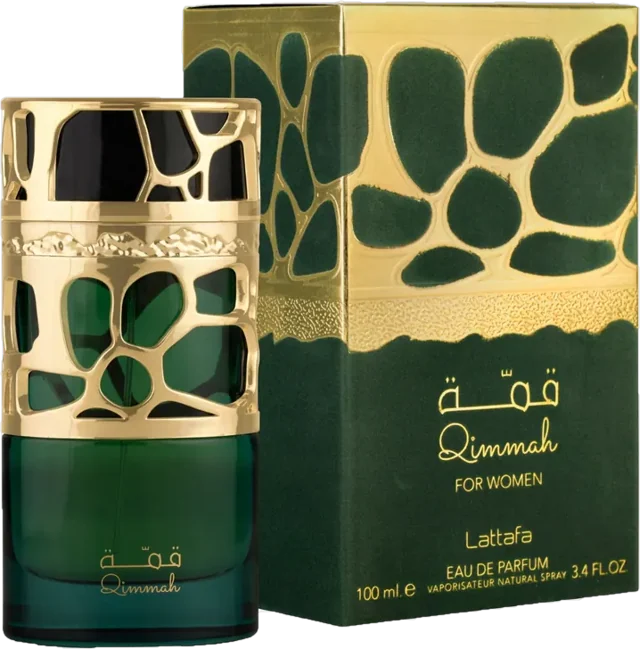 قمّة
Qimmah
FOR WOMEN
Lattafa
EAU DE PARFUM
100 ml.e VAPORISATEUR NATURAL SPRAY 3.4 FL.OZ
قمّة
Qimmah